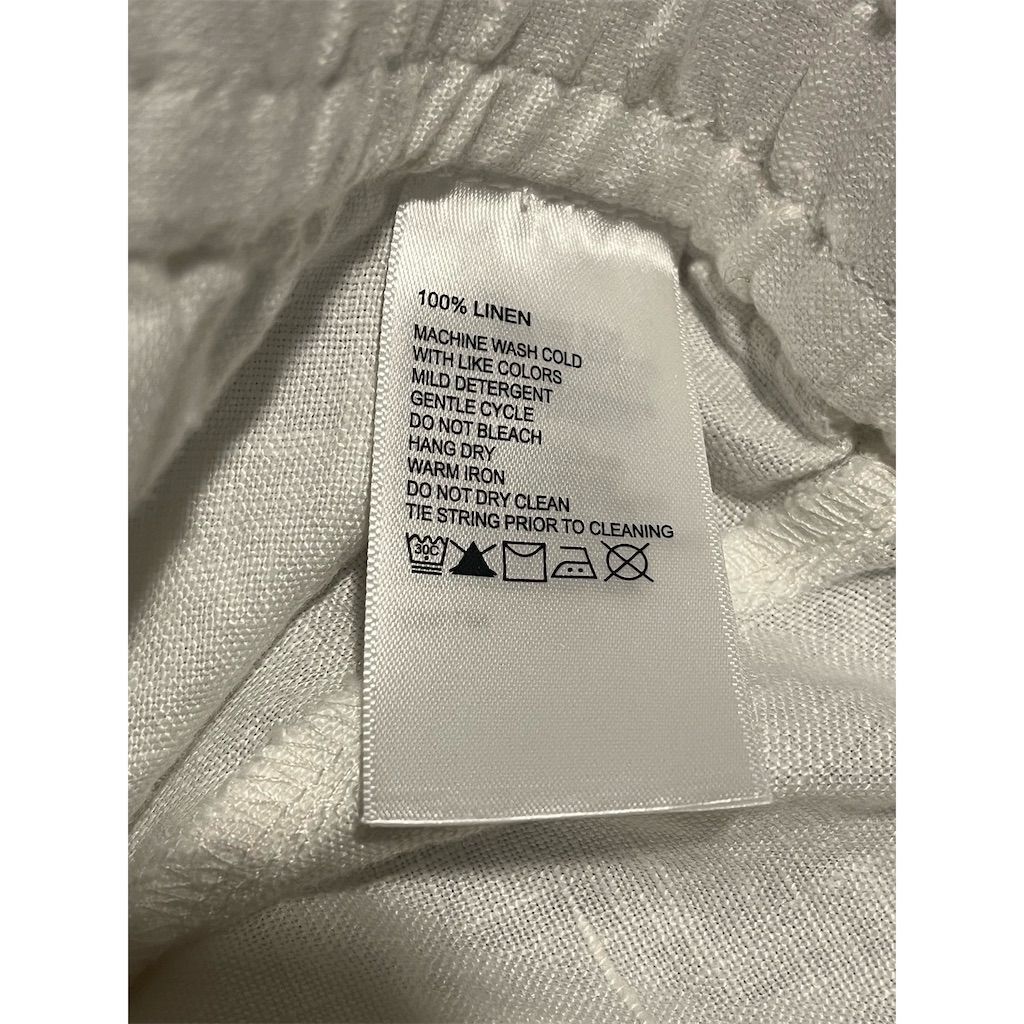 100% LINEN
MACHINE WASH COLD
WITH LIKE COLORS
MILD DETERGENT
GENTLE CYCLE
DO NOT BLEACH
HANG DRY
WARM IRON
DO NOT DRY CLEAN
TIE STRING PRIOR TO CLEANING
30C